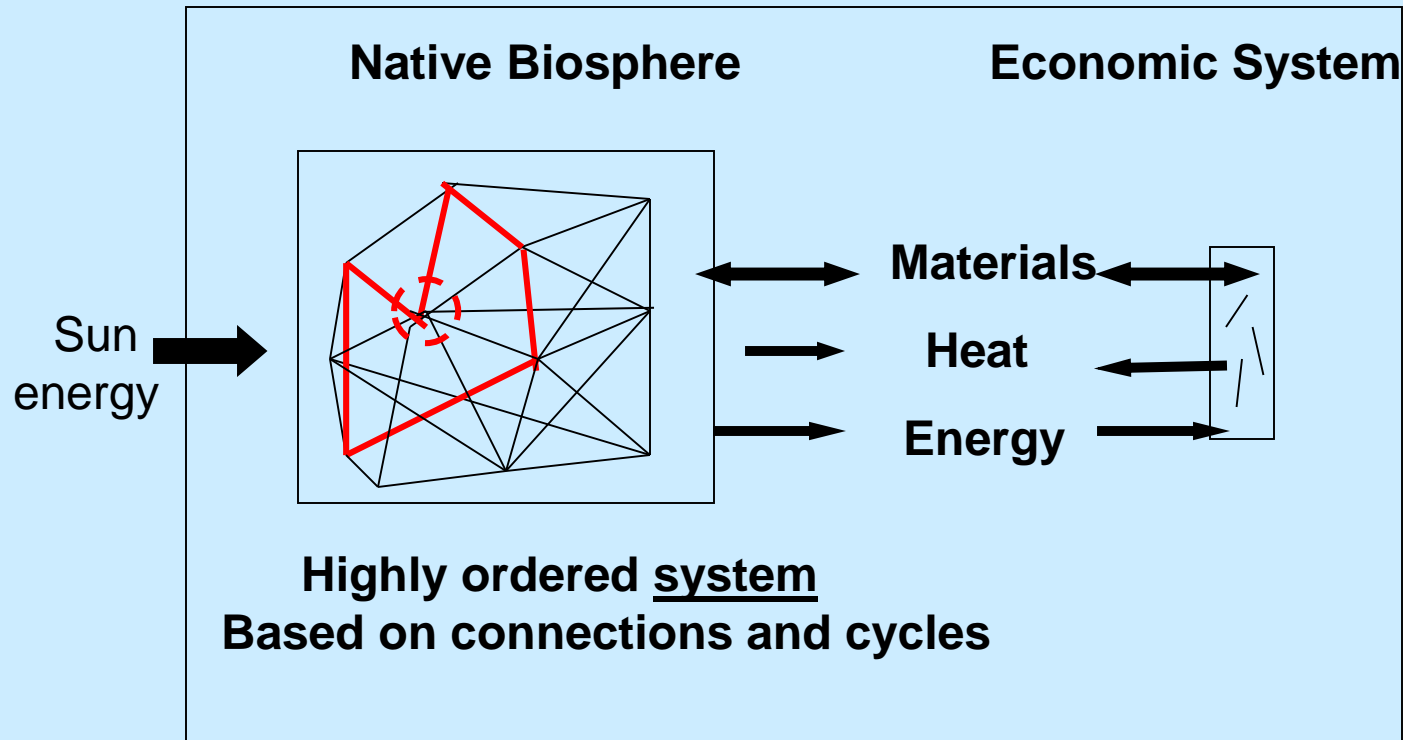 Native Biosphere
Economic System
Sun
energy
Materials
Heat
Energy
Highly ordered system
Based on connections and cycles